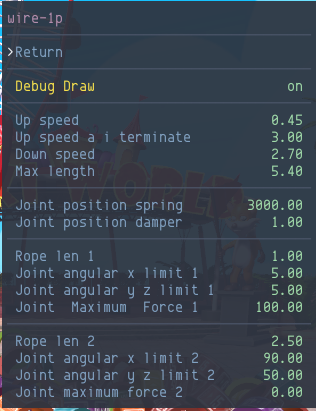 wire-1p
>Return
Debug Draw on
Up speed 0.45
Up speed a i terminate 3.00
Down speed 2.70
Max length 5.40
Joint position spring 3000.00
Joint position damper 1.00
Rope len 1 1.00
Joint angular x limit 1 5.00
Joint angular y z limit 1 5.00
Joint  Maximum  Force 1 100.00
Rope len 2 2.50
Joint angular x limit 2 90.00
Joint angular y z limit 2 50.00
Joint maximum force 2 0.00